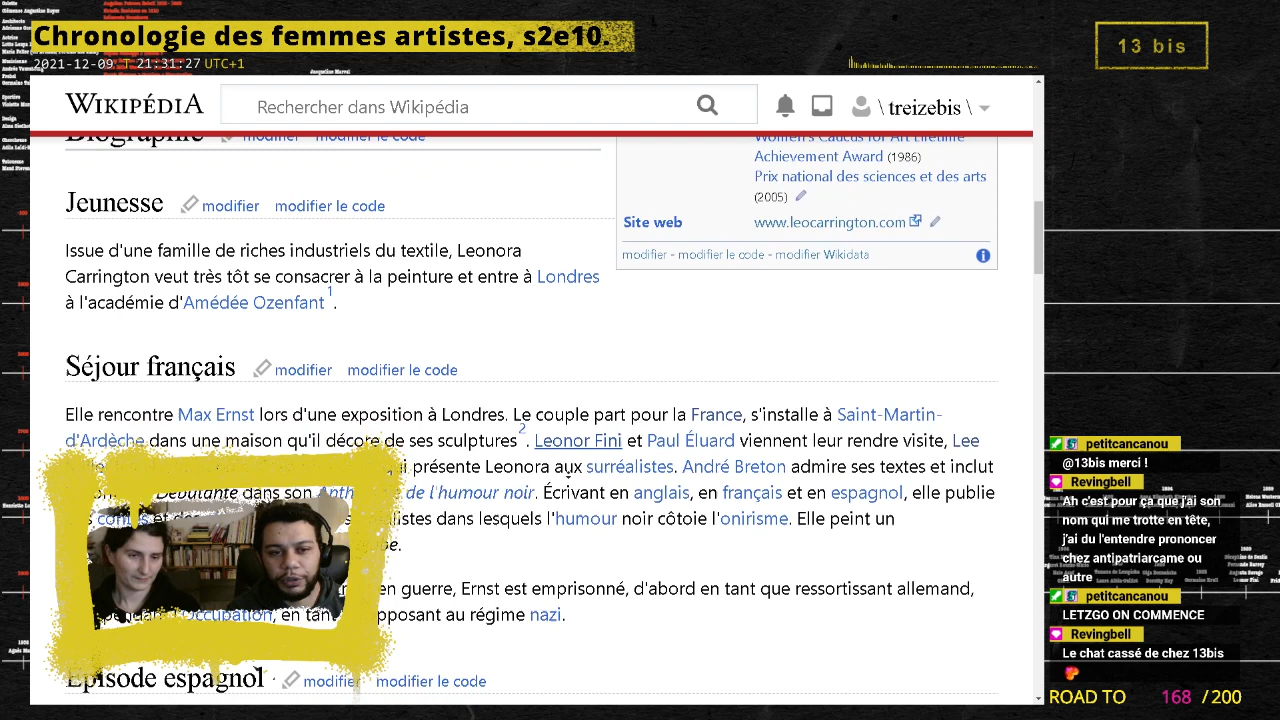 Chronologie des femmes artistes, s2e10.
2021-12-09 T 21:31:27 UTC+1
Jacqueline Marval
13 bis
WIKIPÉDIA
Rechercher dans Wikipédia
\ treizebis \
Biographie modifier modifier le code
Women's Caucus for Art Lifetime
Achievement Award (1986)
Prix national des sciences et des arts
(2005)
Site web www.leocarrington.com
modifier - modifier le code - modifier Wikidata
Jeunesse modifier modifier le code
Issue d'une famille de riches industriels du textile, Leonora
Carrington veut très tôt se consacrer à la peinture et entre à Londres
à l'académie d'Amédée Ozenfant 1.
Séjour français modifier modifier le code
Elle rencontre Max Ernst lors d'une exposition à Londres. Le couple part pour la France, s'installe à Saint-Martin-
d'Ardèche dans une maison qu'il décore de ses sculptures 2. Leonor Fini et Paul Éluard viennent leur rendre visite, Lee
présente Leonora aux surréalistes. André Breton admire ses textes et inclut
Débutante dans son de l'humour noir. Écrivant en anglais, en français et en espagnol, elle publie
dans lesquels l'humour noir côtoie l'onirisme. Elle peint un
en guerre, Ernst est emprisonné, d'abord en tant que ressortissant allemand,
Occupation, en tant opposant au régime nazi.
Épisode espagnol modifier modifier le code
petitcancanou
@13bis merci !
Revingbell
Ah c'est pour ça que j'ai son
nom qui me trotte en tête,
j'ai du l'entendre prononcer
chez antipatriarcame ou
autre
petitcancanou
LETZGO ON COMMENCE
Revingbell
Le chat cassé de chez 13bis
ROAD TO 168 / 200